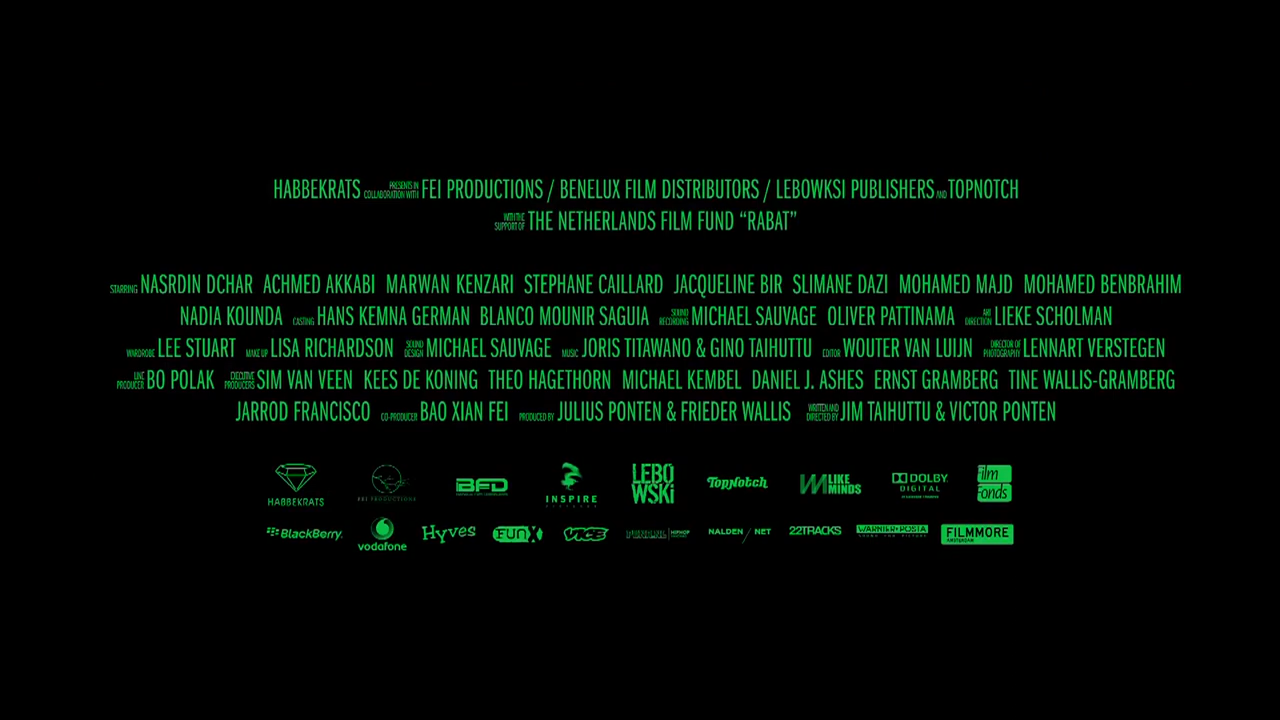 HABBEKRATS PRESENTS IN COLLABORATION WITH FEI PRODUCTIONS / BENELUX FILM DISTRIBUTORS / LEBOWKSI PUBLISHERS AND TOPNOTCH
WITH THE SUPPORT OF THE NETHERLANDS FILM FUND “RABAT”
STARRING NASRDIN DCHAR ACHMED AKKABI MARWAN KENZARI STEPHANE CAILLARD JACQUELINE BIR SLIMANE DAZI MOHAMED MAJD MOHAMED BENBRAHIM
NADIA KOUNDA CASTING HANS KEMNA GERMAN BLANCO MOUNIR SAGUIA SOUND RECORDING MICHAEL SAUVAGE OLIVER PATTINAMA ART DIRECTION LIEKE SCHOLMAN
WARDROBE LEE STUART MAKE UP LISA RICHARDSON SOUND DESIGN MICHAEL SAUVAGE MUSIC JORIS TITAWANO & GINO TAIHUTTU EDITOR WOUTER VAN LUIJN DIRECTOR OF PHOTOGRAPHY LENNART VERSTEGEN
LINE PRODUCER BO POLAK EXECUTIVE PRODUCERS SIM VAN VEEN KEES DE KONING THEO HAGETHORN MICHAEL KEMBEL DANIEL J. ASHES ERNST GRAMBERG TINE WALLIS-GRAMBERG
JARROD FRANCISCO CO-PRODUCER BAO XIAN FEI PRODUCED BY JULIUS PONTEN & FRIEDER WALLIS WRITTEN AND DIRECTED BY JIM TAIHUTTU & VICTOR PONTEN
HABBEKRATS FEI PRODUCTIONS BFD INSPIRE LEBOWSKI TopNotch LIKE MINDS DOLBY DIGITAL Film Fonds
BlackBerry vodafone Hyves FUNX VICE HIPHOP NALDEN / NET 22TRACKS WARNIER POSTA FILMMORE AMSTERDAM